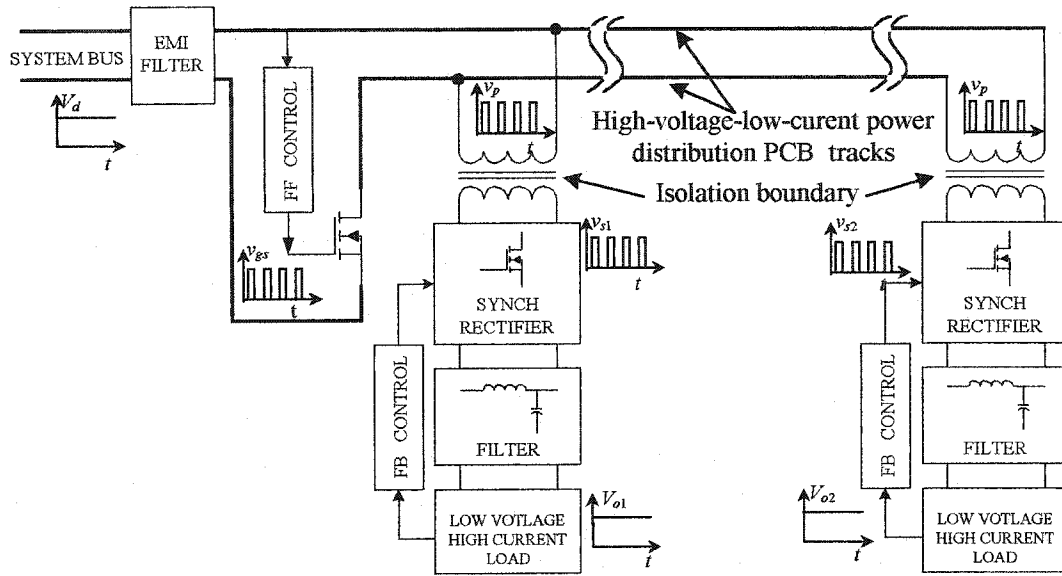 SYSTEM BUS
EMI
FILTER
V_d
t
FF CONTROL
v_gs
t
v_p
t
High-voltage-low-curent power
distribution PCB tracks
Isolation boundary
v_p
t
v_s1
t
SYNCH
RECTIFIER
FB CONTROL
FILTER
LOW VOTLAGE
HIGH CURRENT
LOAD
V_o1
t
v_s2
t
SYNCH
RECTIFIER
FB CONTROL
FILTER
LOW VOTLAGE
HIGH CURRENT
LOAD
V_o2
t